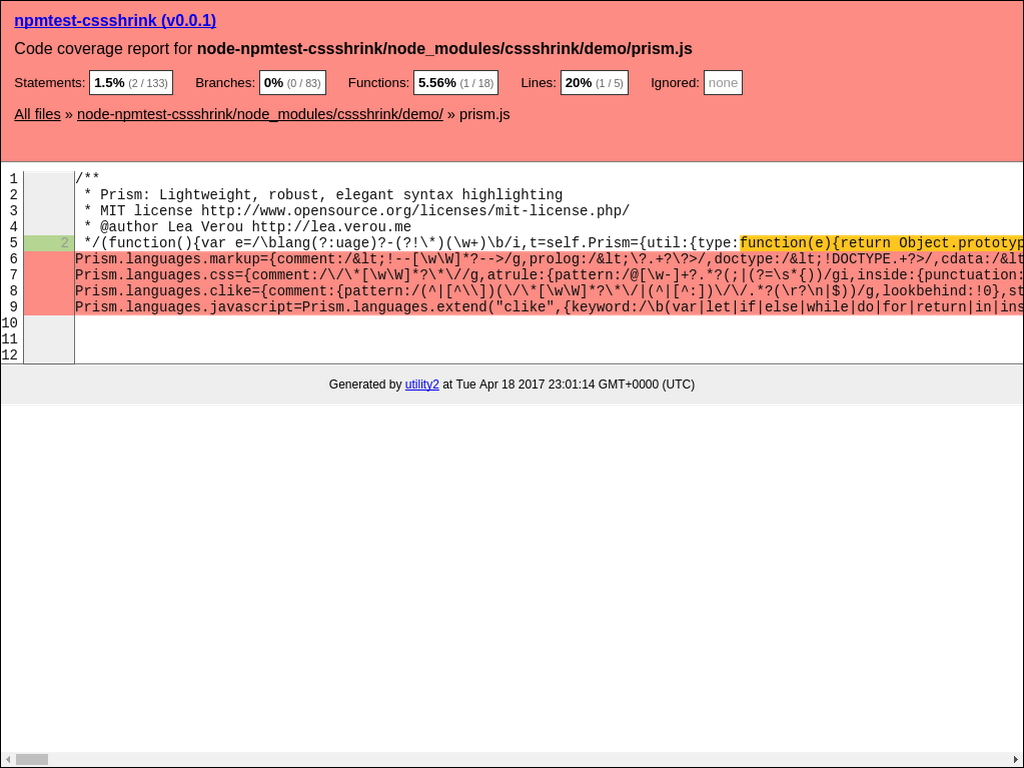 npmtest-cssshrink (v0.0.1)
Code coverage report for node-npmtest-cssshrink/node_modules/cssshrink/demo/prism.js
Statements: 1.5% (2 / 133) Branches: 0% (0 / 83) Functions: 5.56% (1 / 18) Lines: 20% (1 / 5) Ignored: none
All files » node-npmtest-cssshrink/node_modules/cssshrink/demo/ » prism.js
1 /**
2  * Prism: Lightweight, robust, elegant syntax highlighting
3  * MIT license http://www.opensource.org/licenses/mit-license.php/
4  * @author Lea Verou http://lea.verou.me
5 2  */(function(){var e=/\blang(?:uage)?-(?!\*)(\w+)\b/i,t=self.Prism={util:{type:function(e){return Object.prototyp
6 Prism.languages.markup={comment:/&lt;!--[\w\W]*?-->/g,prolog:/&lt;\?.+?\?>/,doctype:/&lt;!DOCTYPE.+?>/,cdata:/&lt
7 Prism.languages.css={comment:/\/\*[\w\W]*?\*\//g,atrule:{pattern:/@[\w-]+?.*?(;|(?=\s*{))/gi,inside:{punctuation:
8 Prism.languages.clike={comment:{pattern:/(^|[^\\])(\/\*[\w\W]*?\*\/|(^|[^:])\/\/.*?(\r?\n|$))/g,lookbehind:!0},st
9 Prism.languages.javascript=Prism.languages.extend("clike",{keyword:/\b(var|let|if|else|while|do|for|return|in|ins
10
11
12
Generated by utility2 at Tue Apr 18 2017 23:01:14 GMT+0000 (UTC)